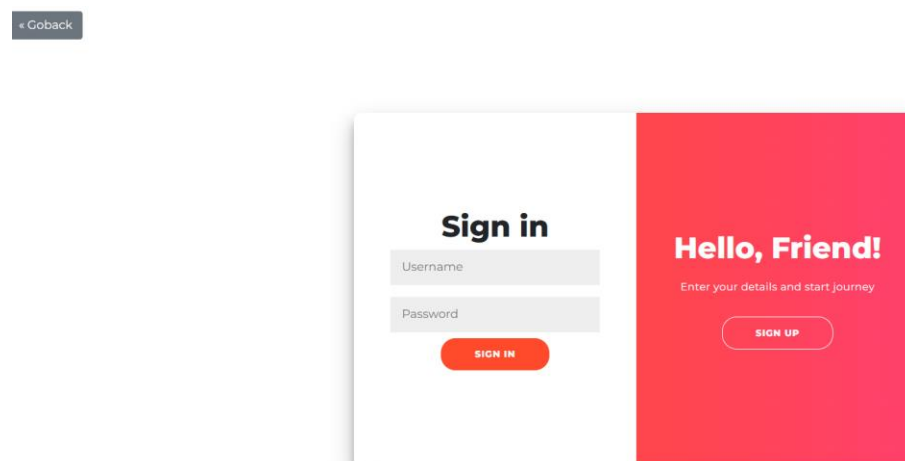 « Goback
Sign in
Username
Password
SIGN IN
Hello, Friend!
Enter your details and start journey
SIGN UP